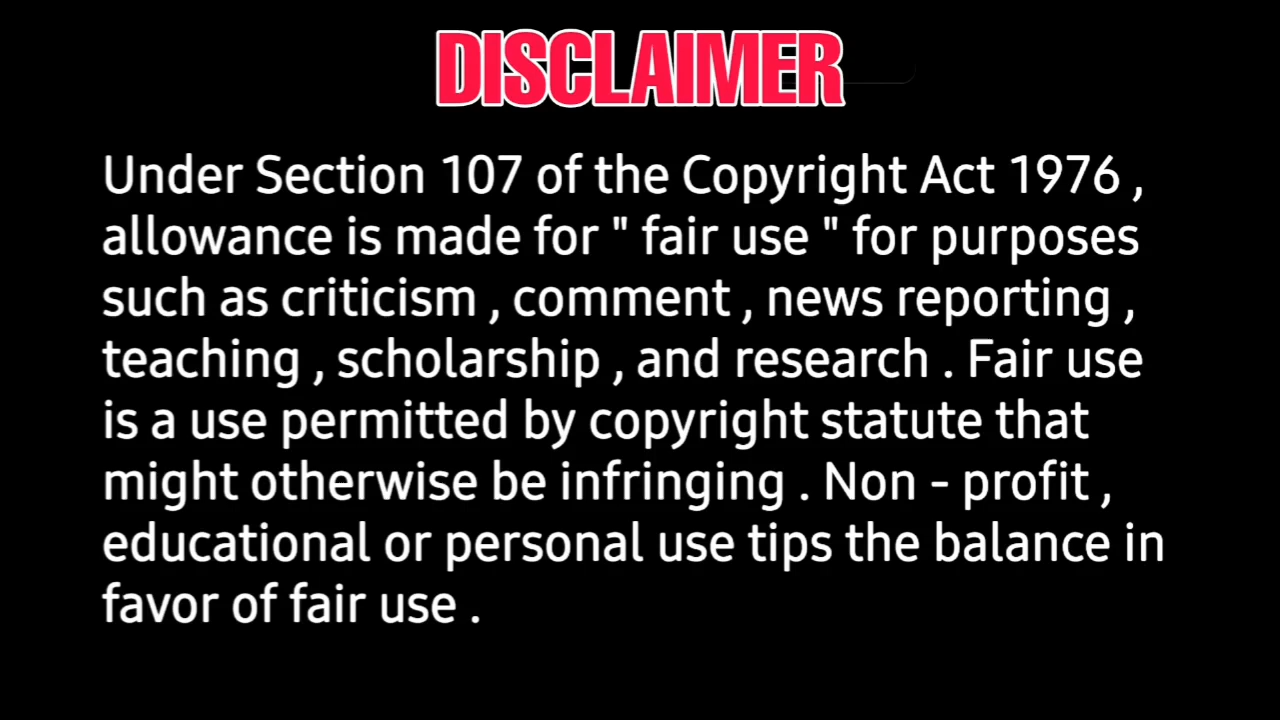 DISCLAIMER
Under Section 107 of the Copyright Act 1976 ,
allowance is made for " fair use " for purposes
such as criticism , comment , news reporting ,
teaching , scholarship , and research . Fair use
is a use permitted by copyright statute that
might otherwise be infringing . Non - profit ,
educational or personal use tips the balance in
favor of fair use .